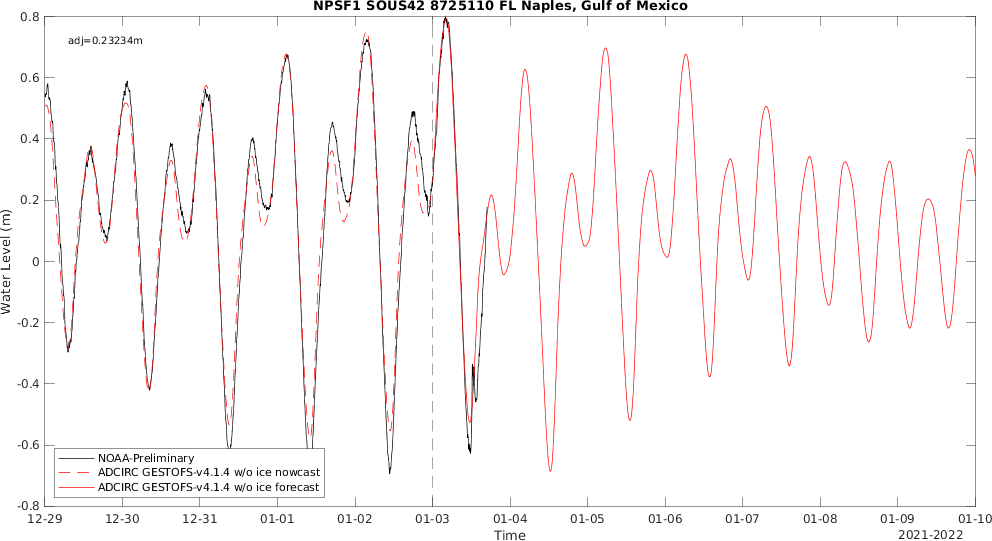 NPSF1 SOUS42 8725110 FL Naples, Gulf of Mexico
adj=0.23234m
0.8
0.6
0.4
0.2
0
-0.2
-0.4
-0.6
-0.8
Water Level (m)
NOAA-Preliminary
ADCIRC GESTOFS-v4.1.4 w/o ice nowcast
ADCIRC GESTOFS-v4.1.4 w/o ice forecast
12-29 12-30 12-31 01-01 01-02 01-03 01-04 01-05 01-06 01-07 01-08 01-09 01-10
Time
2021-2022